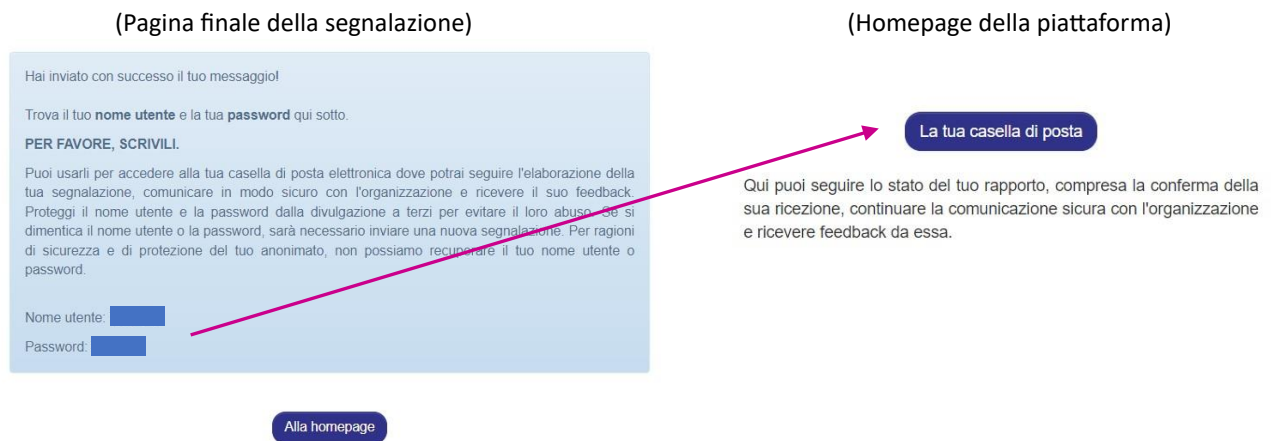 (Pagina finale della segnalazione)
Hai inviato con successo il tuo messaggio!
Trova il tuo nome utente e la tua password qui sotto.
PER FAVORE, SCRIVILI.
Puoi usarli per accedere alla tua casella di posta elettronica dove potrai seguire l'elaborazione della
tua segnalazione, comunicare in modo sicuro con l'organizzazione e ricevere il suo feedback.
Proteggi il nome utente e la password dalla divulgazione a terzi per evitare il loro abuso. Se si
dimentica il nome utente o la password, sarà necessario inviare una nuova segnalazione. Per ragioni
di sicurezza e di protezione del tuo anonimato, non possiamo recuperare il tuo nome utente o
password.
Nome utente:
Password:
Alla homepage
(Homepage della piattaforma)
La tua casella di posta
Qui puoi seguire lo stato del tuo rapporto, compresa la conferma della
sua ricezione, continuare la comunicazione sicura con l'organizzazione
e ricevere feedback da essa.